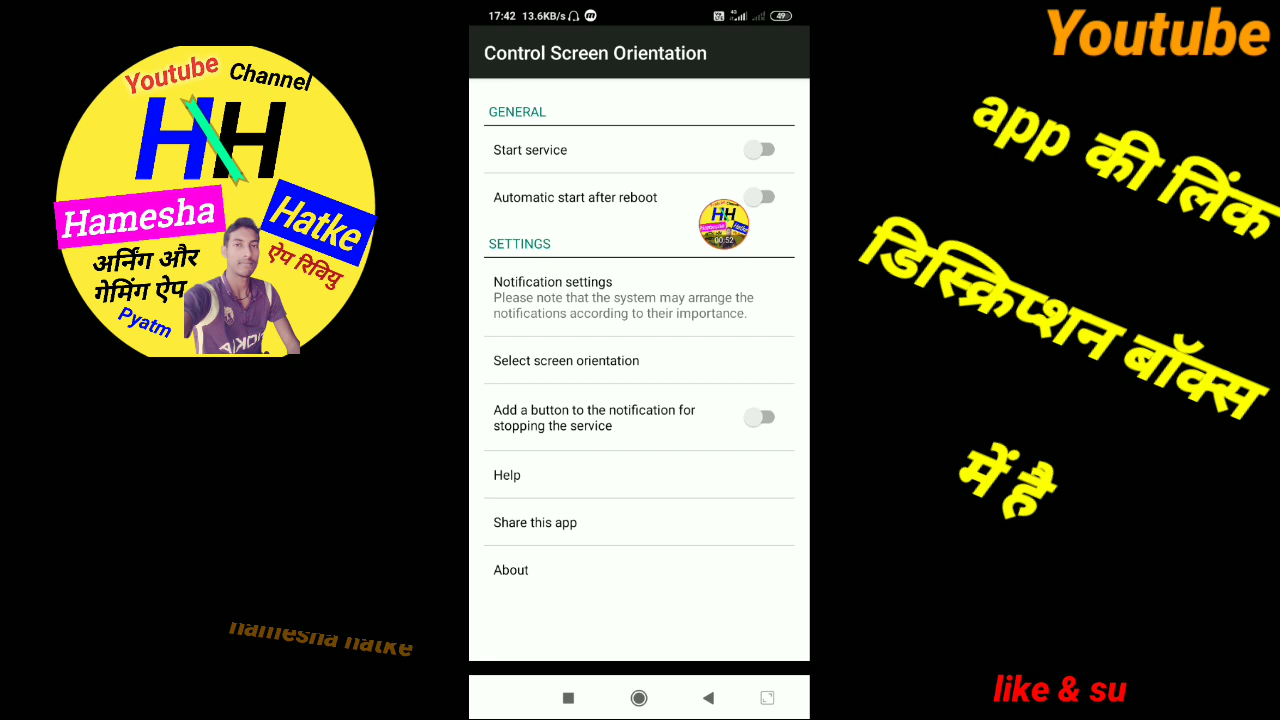 Youtube Channel
HH
Hamesha
Hatke
अर्निंग और
गेमिंग ऐप
ऐप रिवियु
Pyatm
hamesha hatke
17:42 13.6KB/s
4G
49
Control Screen Orientation
GENERAL
Start service
Automatic start after reboot
HH
00:52
SETTINGS
Notification settings
Please note that the system may arrange the
notifications according to their importance.
Select screen orientation
Add a button to the notification for
stopping the service
Help
Share this app
About
Youtube
app की लिंक
डिस्क्रिप्शन बॉक्स
में है
like & su